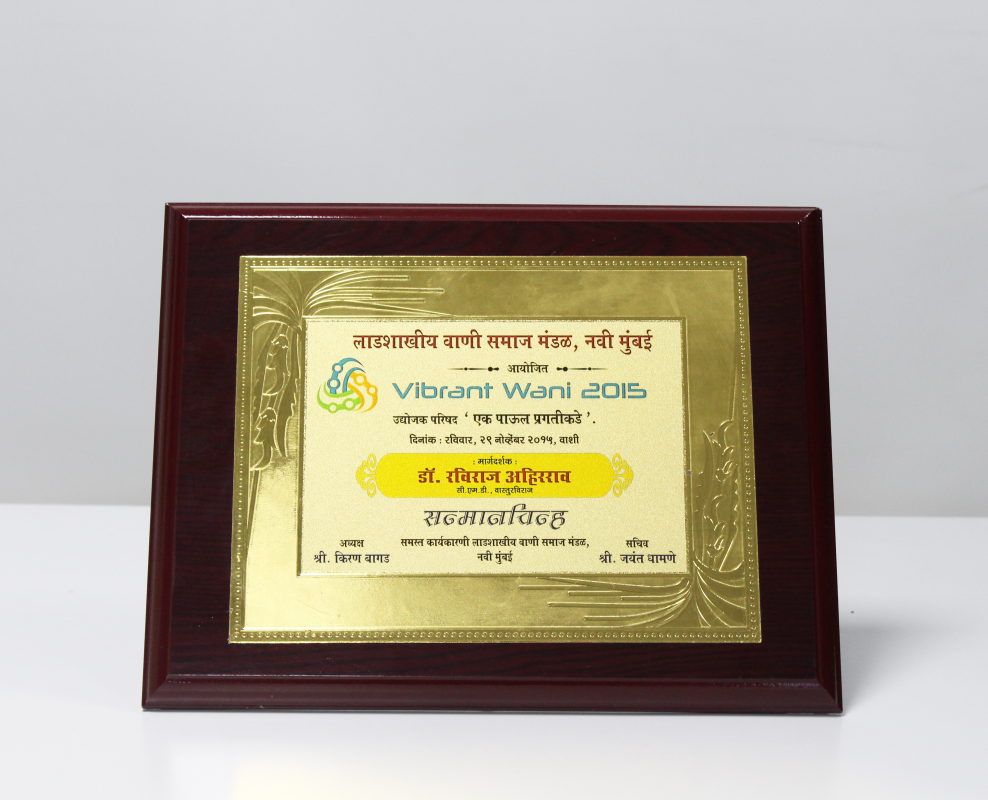 लाडशाखीय वाणी समाज मंडळ, नवी मुंबई
आयोजित
Vibrant Wani 2015
उद्योजक परिषद ‘ एक पाऊल प्रगतीकडे ’.
दिनांक : रविवार, २९ नोव्हेंबर २०१५, वाशी
: मार्गदर्शक :
डॉ. रविराज अहिरराव
सी.एम.डी., वास्तुरविराज
सन्मानचिन्ह
समस्त कार्यकारणी लाडशाखीय वाणी समाज मंडळ,
नवी मुंबई
अध्यक्ष
श्री. किरण बागड
सचिव
श्री. जयंत धामणे